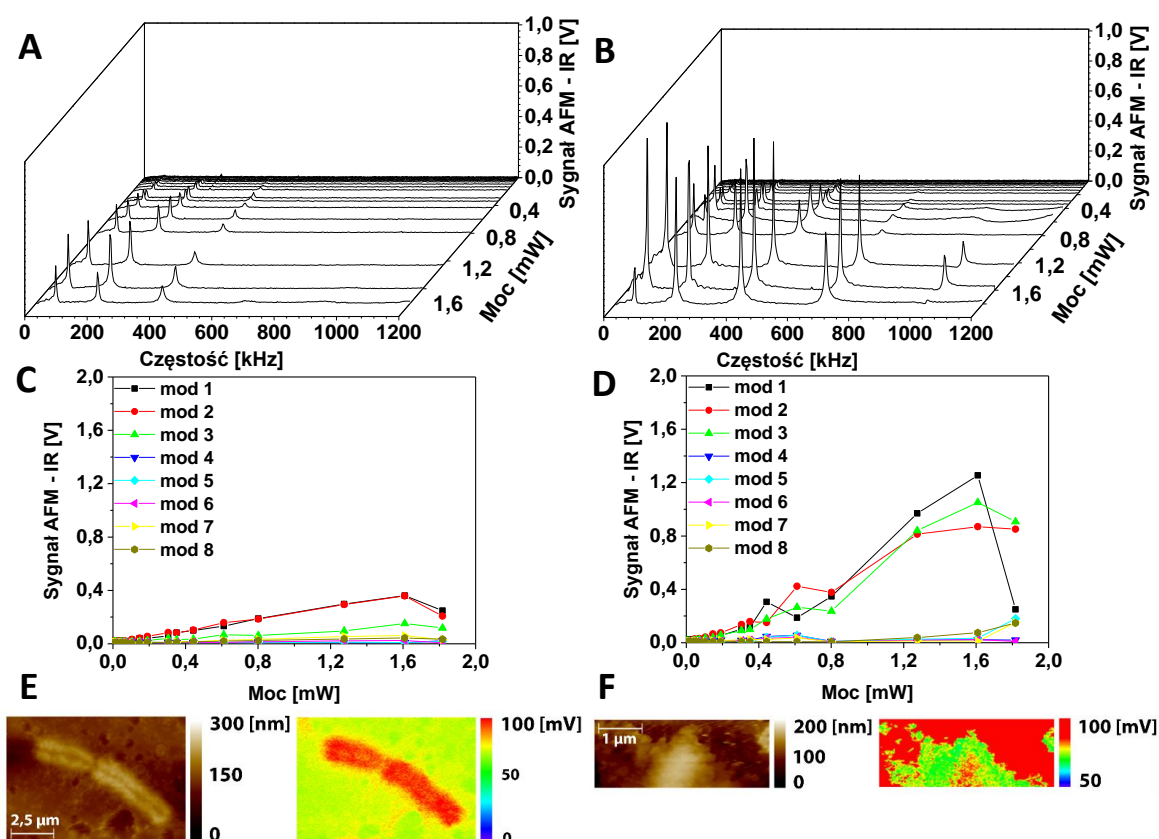 A
1,0
0,8
0,6
0,4
0,2
0,0
Sygnał AFM - IR [V]
0,4
0,8
1,2
1,6
Moc [mW]
0 200 400 600 800 1000 1200
Częstość [kHz]
B
1,0
0,8
0,6
0,4
0,2
0,0
Sygnał AFM - IR [V]
0,4
0,8
1,2
1,6
Moc [mW]
0 200 400 600 800 1000 1200
Częstość [kHz]
C
2,0
1,6
1,2
0,8
0,4
0,0
Sygnał AFM - IR [V]
mod 1
mod 2
mod 3
mod 4
mod 5
mod 6
mod 7
mod 8
0,0 0,4 0,8 1,2 1,6 2,0
Moc [mW]
D
2,0
1,6
1,2
0,8
0,4
0,0
Sygnał AFM - IR [V]
mod 1
mod 2
mod 3
mod 4
mod 5
mod 6
mod 7
mod 8
0,0 0,4 0,8 1,2 1,6 2,0
Moc [mW]
E
2,5 µm
300 [nm]
150
0
100 [mV]
50
0
F
1 µm
200 [nm]
100
0
100 [mV]
50